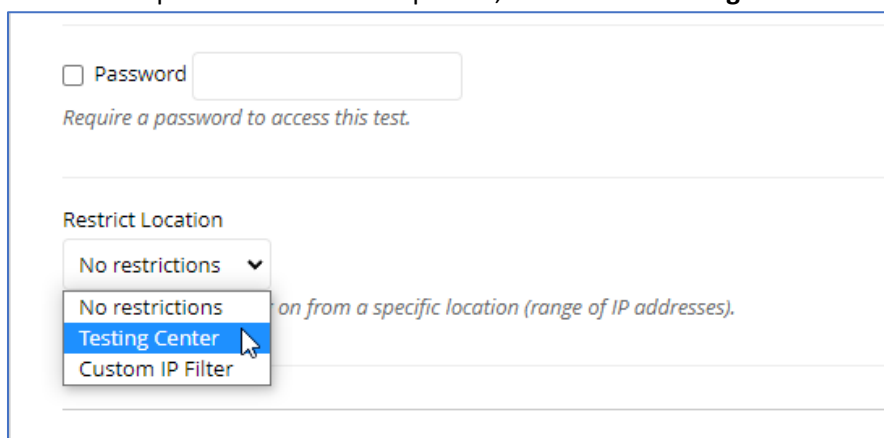 Password
Require a password to access this test.
Restrict Location
No restrictions
No restrictions on from a specific location (range of IP addresses).
Testing Center
Custom IP Filter